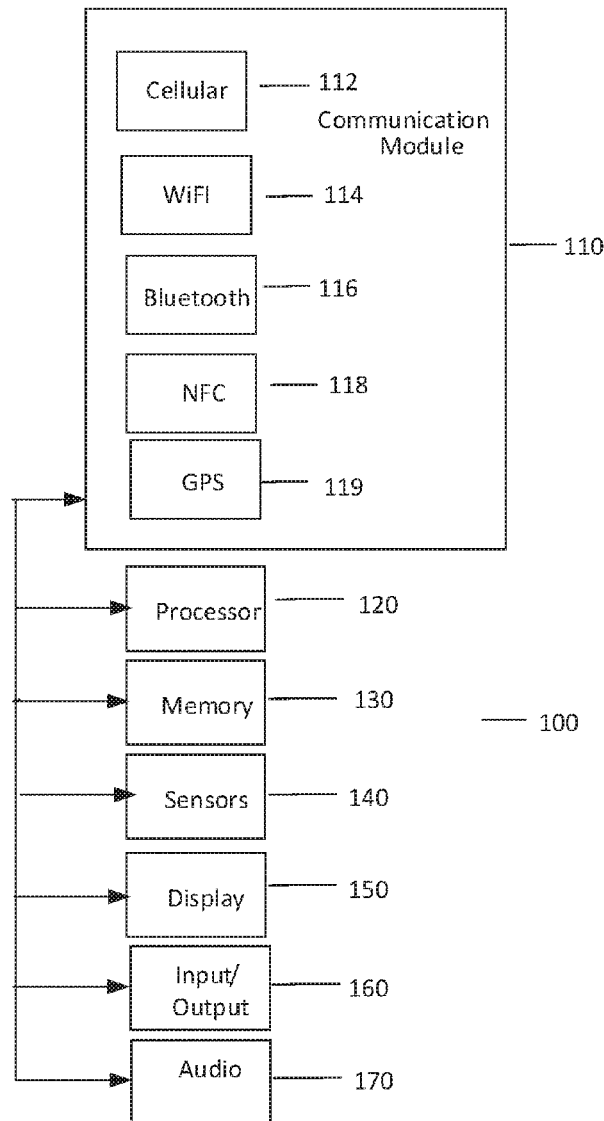 Cellular
112
Communication
Module
WiFI
114
110
Bluetooth
116
NFC
118
GPS
119
Processor
120
Memory
130
100
Sensors
140
Display
150
Input/
Output
160
Audio
170